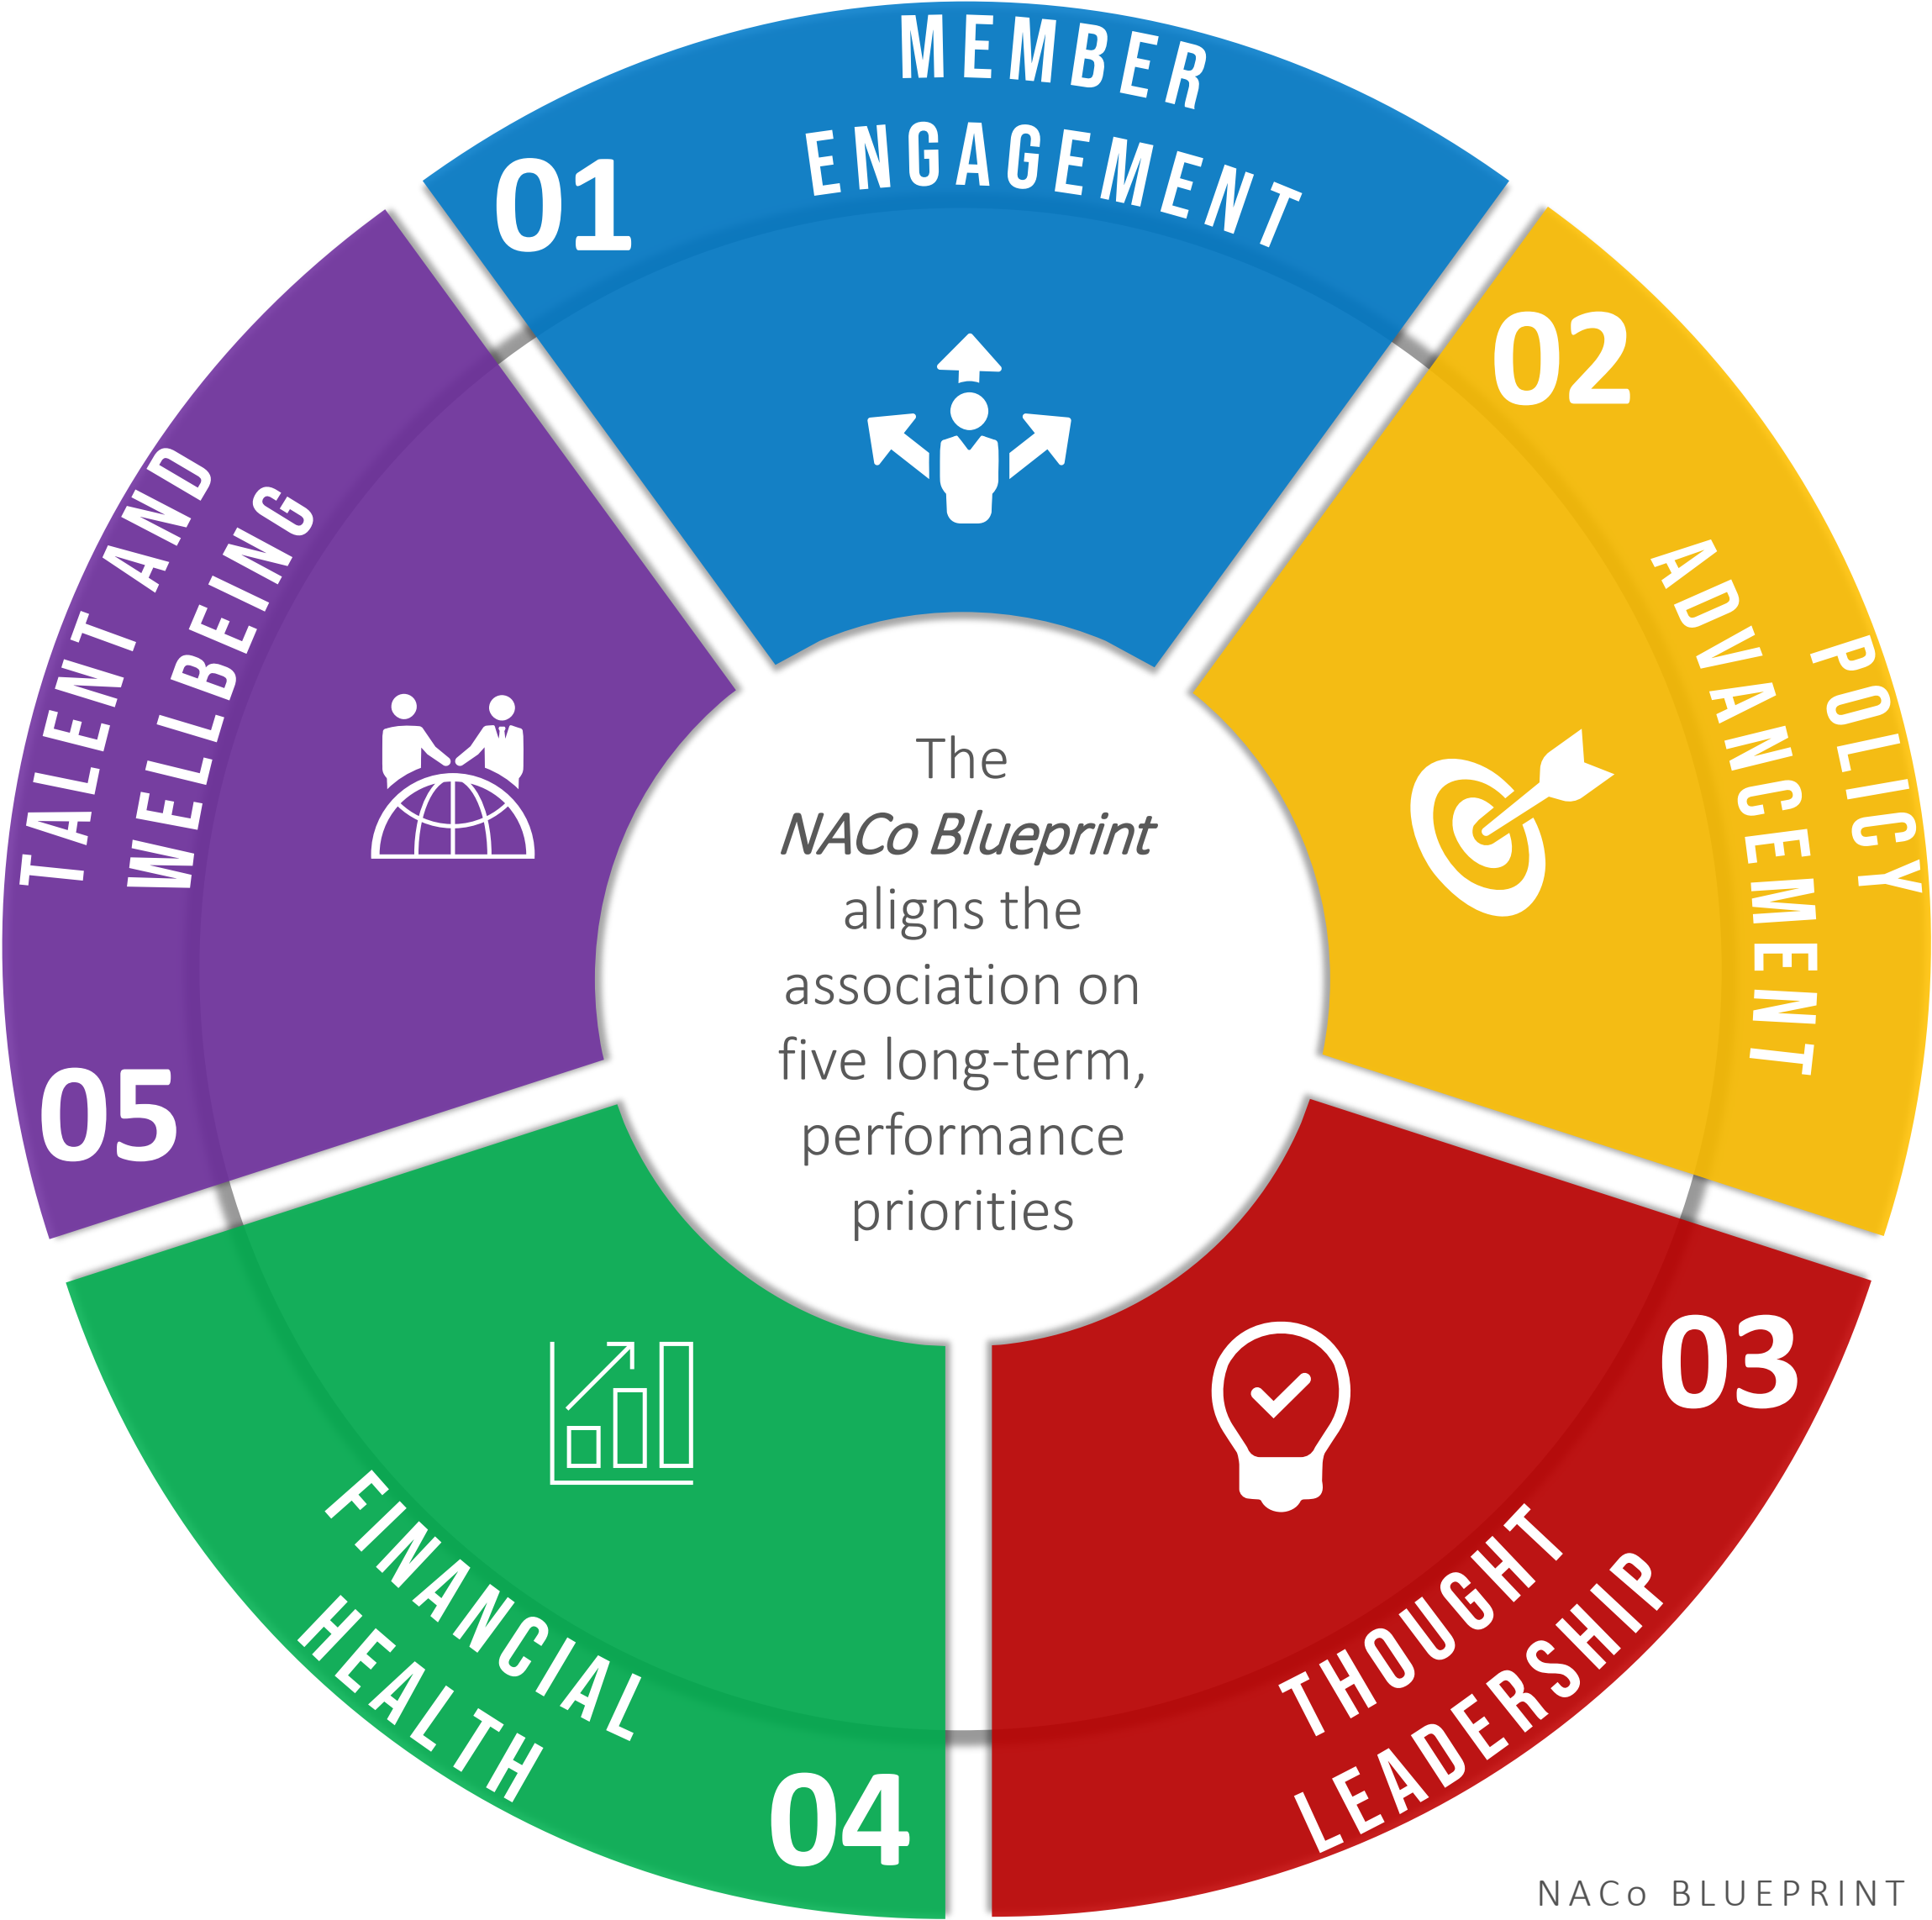 01
MEMBER
ENGAGEMENT
02
POLICY
ADVANCEMENT
03
THOUGHT
LEADERSHIP
04
FINANCIAL
HEALTH
05
TALENT AND
WELLBEING
The
NACo Blueprint
aligns the
association on
five long-term,
performance
priorities
NACo BLUEPRINT